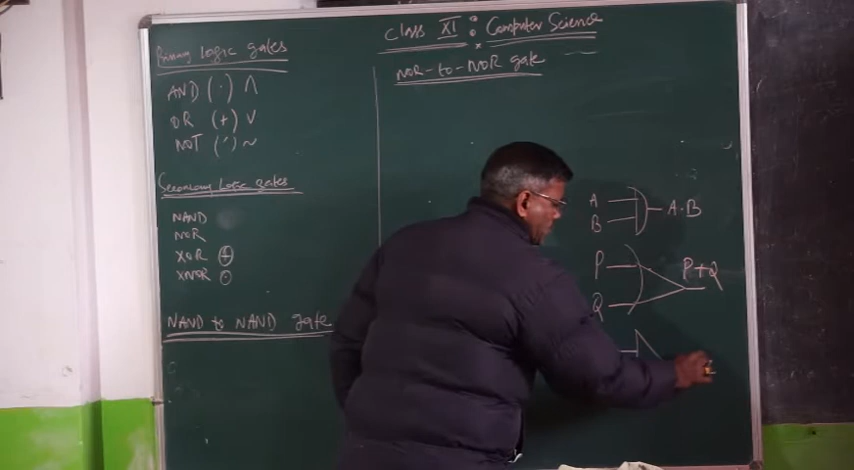 Class XI : Computer Science
Primary Logic gates
AND (·) ∧
OR (+) ∨
NOT (') ~
Secondary Logic gates
NAND
NOR
XOR ⊕
XNOR ⊙
NAND to NAND gate
NOR-to-NOR gate
A
B
A·B
P
Q
P+Q